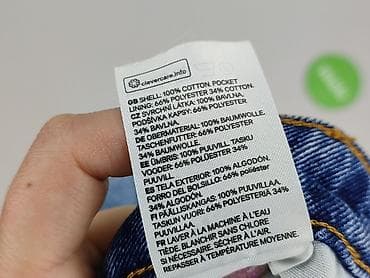 clevercare.info
GB SHELL: 100% COTTON. POCKET
LINING: 66% POLYESTER 34% COTTON.
CZ SVRCHNÍ LÁTKA: 100% BAVLNA.
PODŠÍVKA KAPSY: 66% POLYESTER
34% BAVLNA.
DE OBERMATERIAL: 100% BAUMWOLLE.
TASCHENFUTTER: 66% POLYESTER
34% BAUMWOLLE.
EE ÜMBRIS: 100% PUUVILL. TASKU
VOODER: 66% POLÜESTER 34%
PUUVILL.
ES TELA EXTERIOR: 100% ALGODÓN.
FORRO DEL BOLSILLO: 66% poliéster
34% ALGODÓN.
FI PÄÄLLISKANGAS: 100% PUUVILLAA.
TASKUN VUORI: 66% POLYESTERIÄ 34%
PUUVILLAA.
FR LAVER À LA MACHINE À L'EAU
TIÈDE. BLANCHIR SANS CHLORE
SI NÉCESSAIRE. SÉCHER À L'AIR.
REPASSER À TEMPÉRATURE MOYENNE.